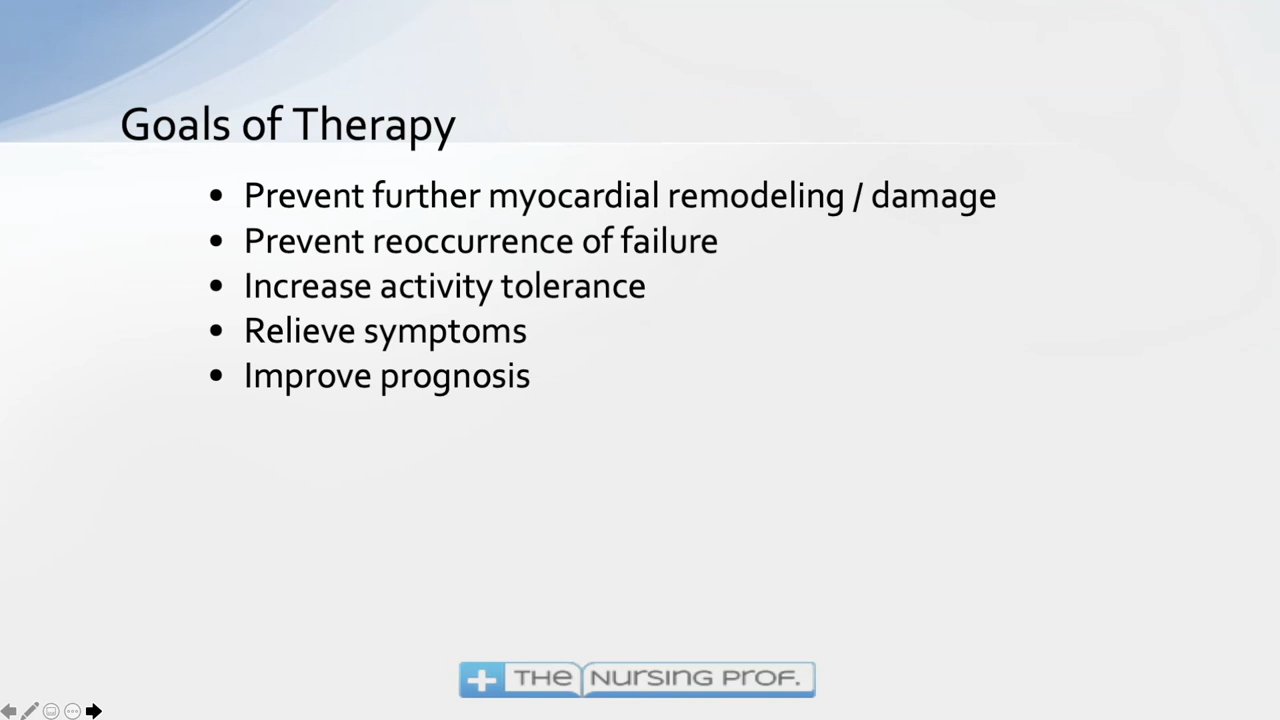 Goals of Therapy
• Prevent further myocardial remodeling / damage
• Prevent reoccurrence of failure
• Increase activity tolerance
• Relieve symptoms
• Improve prognosis
THE NURSING PROF.